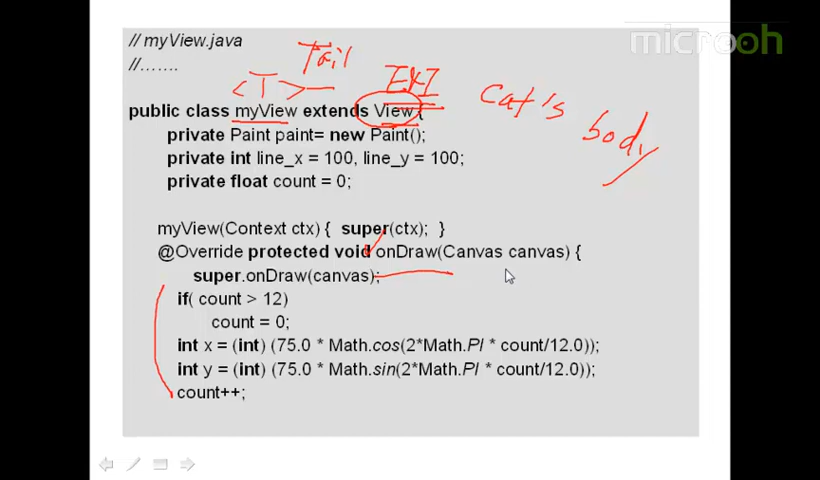 microoh
// myView.java
//…….
Tail
<T>
E&I
Cat's
body
public class myView extends View {
private Paint paint= new Paint();
private int line_x = 100, line_y = 100;
private float count = 0;
myView(Context ctx) { super(ctx); }
@Override protected void onDraw(Canvas canvas) {
super.onDraw(canvas);
if( count > 12)
count = 0;
int x = (int) (75.0 * Math.cos(2*Math.PI * count/12.0));
int y = (int) (75.0 * Math.sin(2*Math.PI * count/12.0));
count++;